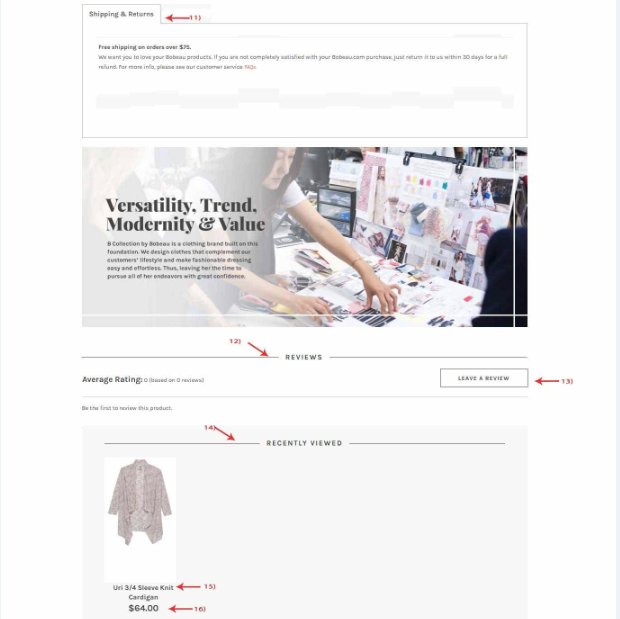 Shipping & Returns
11)
Free shipping on orders over $75.
We want you to love your Bobeau products. If you are not completely satisfied with your Bobeau.com purchase, just return it to us within 30 days for a full
refund. For more info, please see our customer service FAQs
Versatility, Trend,
Modernity & Value
B Collection by Bobeau is a clothing brand built on this
foundation. We design clothes that complement our
customers' lifestyle and make fashionable dressing
easy and effortless. Thus, leaving her the time to
pursue all of her endeavors with great confidence.
12)
REVIEWS
Average Rating: 0 (based on 0 reviews)
LEAVE A REVIEW
13)
Be the first to review this product.
14)
RECENTLY VIEWED
Uri 3/4 Sleeve Knit
15)
Cardigan
$64.00
16)